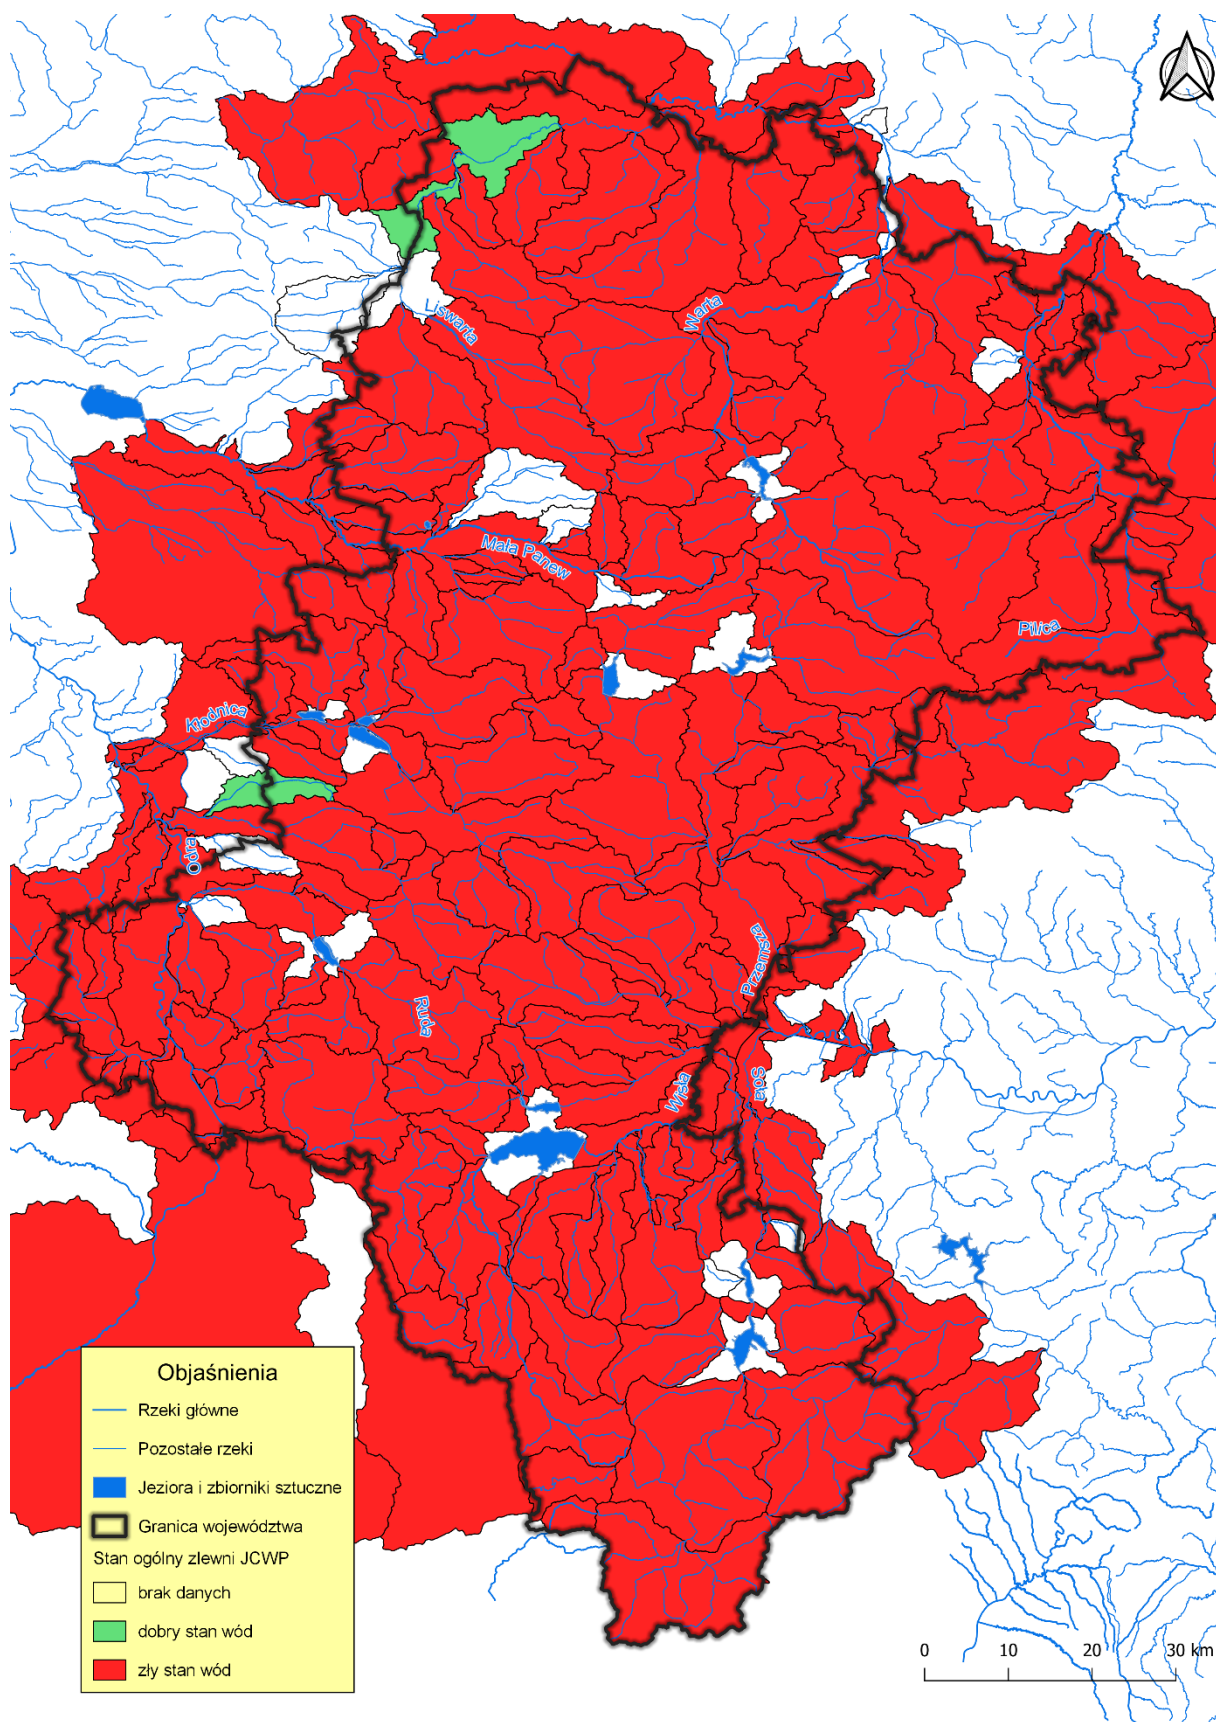 Liswarta
Warta
Mała Panew
Pilica
Kłodnica
Odra
Przemsza
Ruda
Wisła
Soła
Objaśnienia
Rzeki główne
Pozostałe rzeki
Jeziora i zbiorniki sztuczne
Granica województwa
Stan ogólny zlewni JCWP
brak danych
dobry stan wód
zły stan wód
0 10 20 30 km